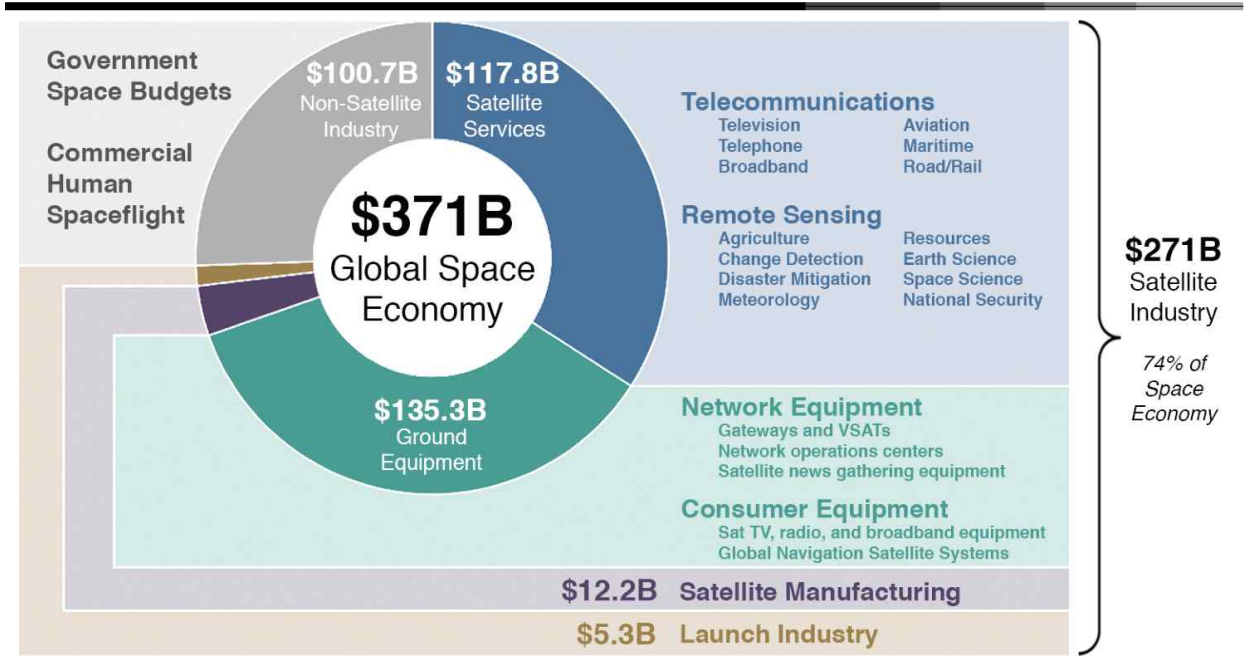 Government
Space Budgets
Commercial
Human
Spaceflight
$100.7B
Non-Satellite
Industry
$117.8B
Satellite
Services
$371B
Global Space
Economy
$135.3B
Ground
Equipment
Telecommunications
Television
Aviation
Telephone
Maritime
Broadband
Road/Rail
Remote Sensing
Agriculture
Resources
Change Detection
Earth Science
Disaster Mitigation
Space Science
Meteorology
National Security
Network Equipment
Gateways and VSATs
Network operations centers
Satellite news gathering equipment
Consumer Equipment
Sat TV, radio, and broadband equipment
Global Navigation Satellite Systems
$12.2B Satellite Manufacturing
$5.3B Launch Industry
$271B
Satellite
Industry
74% of
Space
Economy